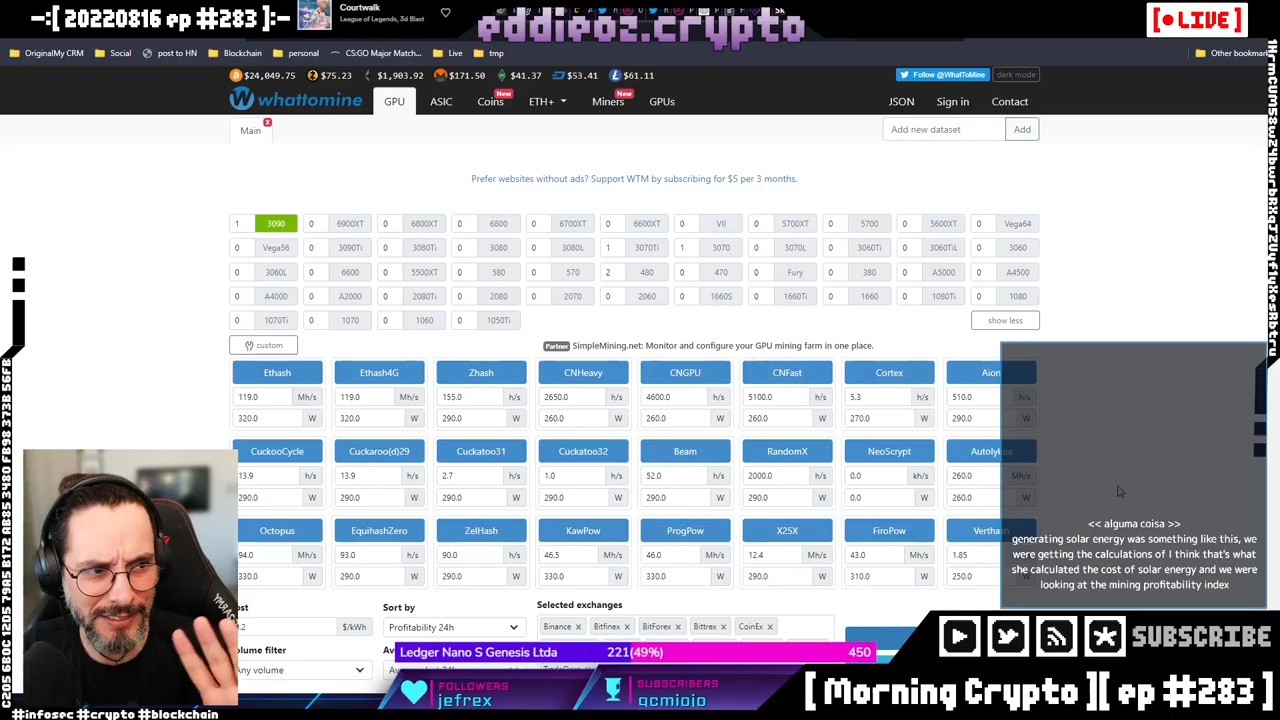 -:[ 20220816 ep #283 ]:-
Courtwalk
League of Legends, 3d Blast
eddieoz.crypto
[ ● LIVE ]
OriginalMy CRM
Social
post to HN
Blockchain
personal
CS:GO Major Match...
Live
tmp
Other bookmar
$24,049.75 $75.23 $1,903.92 $171.50 $41.37 $53.41 $61.11
Follow @WhatToMine
dark mode
whattomine
GPU
ASIC
Coins New
ETH+
Miners New
GPUs
JSON
Sign in
Contact
Main x
Add new dataset
Add
Prefer websites without ads? Support WTM by subscribing for $5 per 3 months.
1 3090 0 6900XT 0 6800XT 0 6800 0 6700XT 0 6600XT 0 VII 0 5700XT 0 5700 0 5600XT 0 Vega64
0 Vega56 0 3090Ti 0 3080Ti 0 3080 0 3080L 1 3070Ti 1 3070 0 3070L 0 3060Ti 0 3060TiL 0 3060
0 3060L 0 6600 0 5500XT 0 580 0 570 2 480 0 470 0 Fury 0 380 0 A5000 0 A4500
0 A4000 0 A2000 0 2080Ti 0 2080 0 2070 0 2060 0 1660S 0 1660Ti 0 1660 0 1080Ti 0 1080
0 1070Ti 0 1070 0 1060 0 1050Ti
show less
custom
Partner SimpleMining.net: Monitor and configure your GPU mining farm in one place.
Ethash Ethash4G Zhash CNHeavy CNGPU CNFast Cortex Aion
119.0 Mh/s 119.0 Mh/s 155.0 h/s 2650.0 h/s 4600.0 h/s 5100.0 h/s 5.3 h/s 510.0 h/s
320.0 W 320.0 W 290.0 W 260.0 W 260.0 W 260.0 W 270.0 W 290.0 W
CuckooCycle Cuckaroo(d)29 Cuckatoo31 Cuckatoo32 Beam RandomX NeoScrypt Autolykos
13.9 h/s 13.9 h/s 2.7 h/s 1.0 h/s 52.0 h/s 2000.0 h/s 0.0 kh/s 260.0 Mh/s
290.0 W 290.0 W 290.0 W 290.0 W 290.0 W 290.0 W 0.0 W 260.0 W
Octopus EquihashZero ZelHash KawPow ProgPow X25X FiroPow Verthash
94.0 Mh/s 93.0 h/s 90.0 h/s 46.5 Mh/s 46.0 Mh/s 12.4 Mh/s 43.0 Mh/s 1.85
330.0 W 290.0 W 290.0 W 330.0 W 330.0 W 290.0 W 310.0 W 250.0 W
<< alguma coisa >>
generating solar energy was something like this, we
were getting the calculations of I think that's what
she calculated the cost of solar energy and we were
looking at the mining profitability index
ost
.2 $/kWh
Sort by
Profitability 24h
Selected exchanges
Binance x Bitfinex x BitForex x Bittrex x CoinEx x
olume filter
Any volume
Ledger Nano S Genesis Ltda 221(49%) 450
FOLLOWERS
jefrex
SUBSCRIBERS
gcmiojo
SUBSCRIBE
[ Morning Crypto ][ ep #283 ]
#infosec #crypto #blockchain